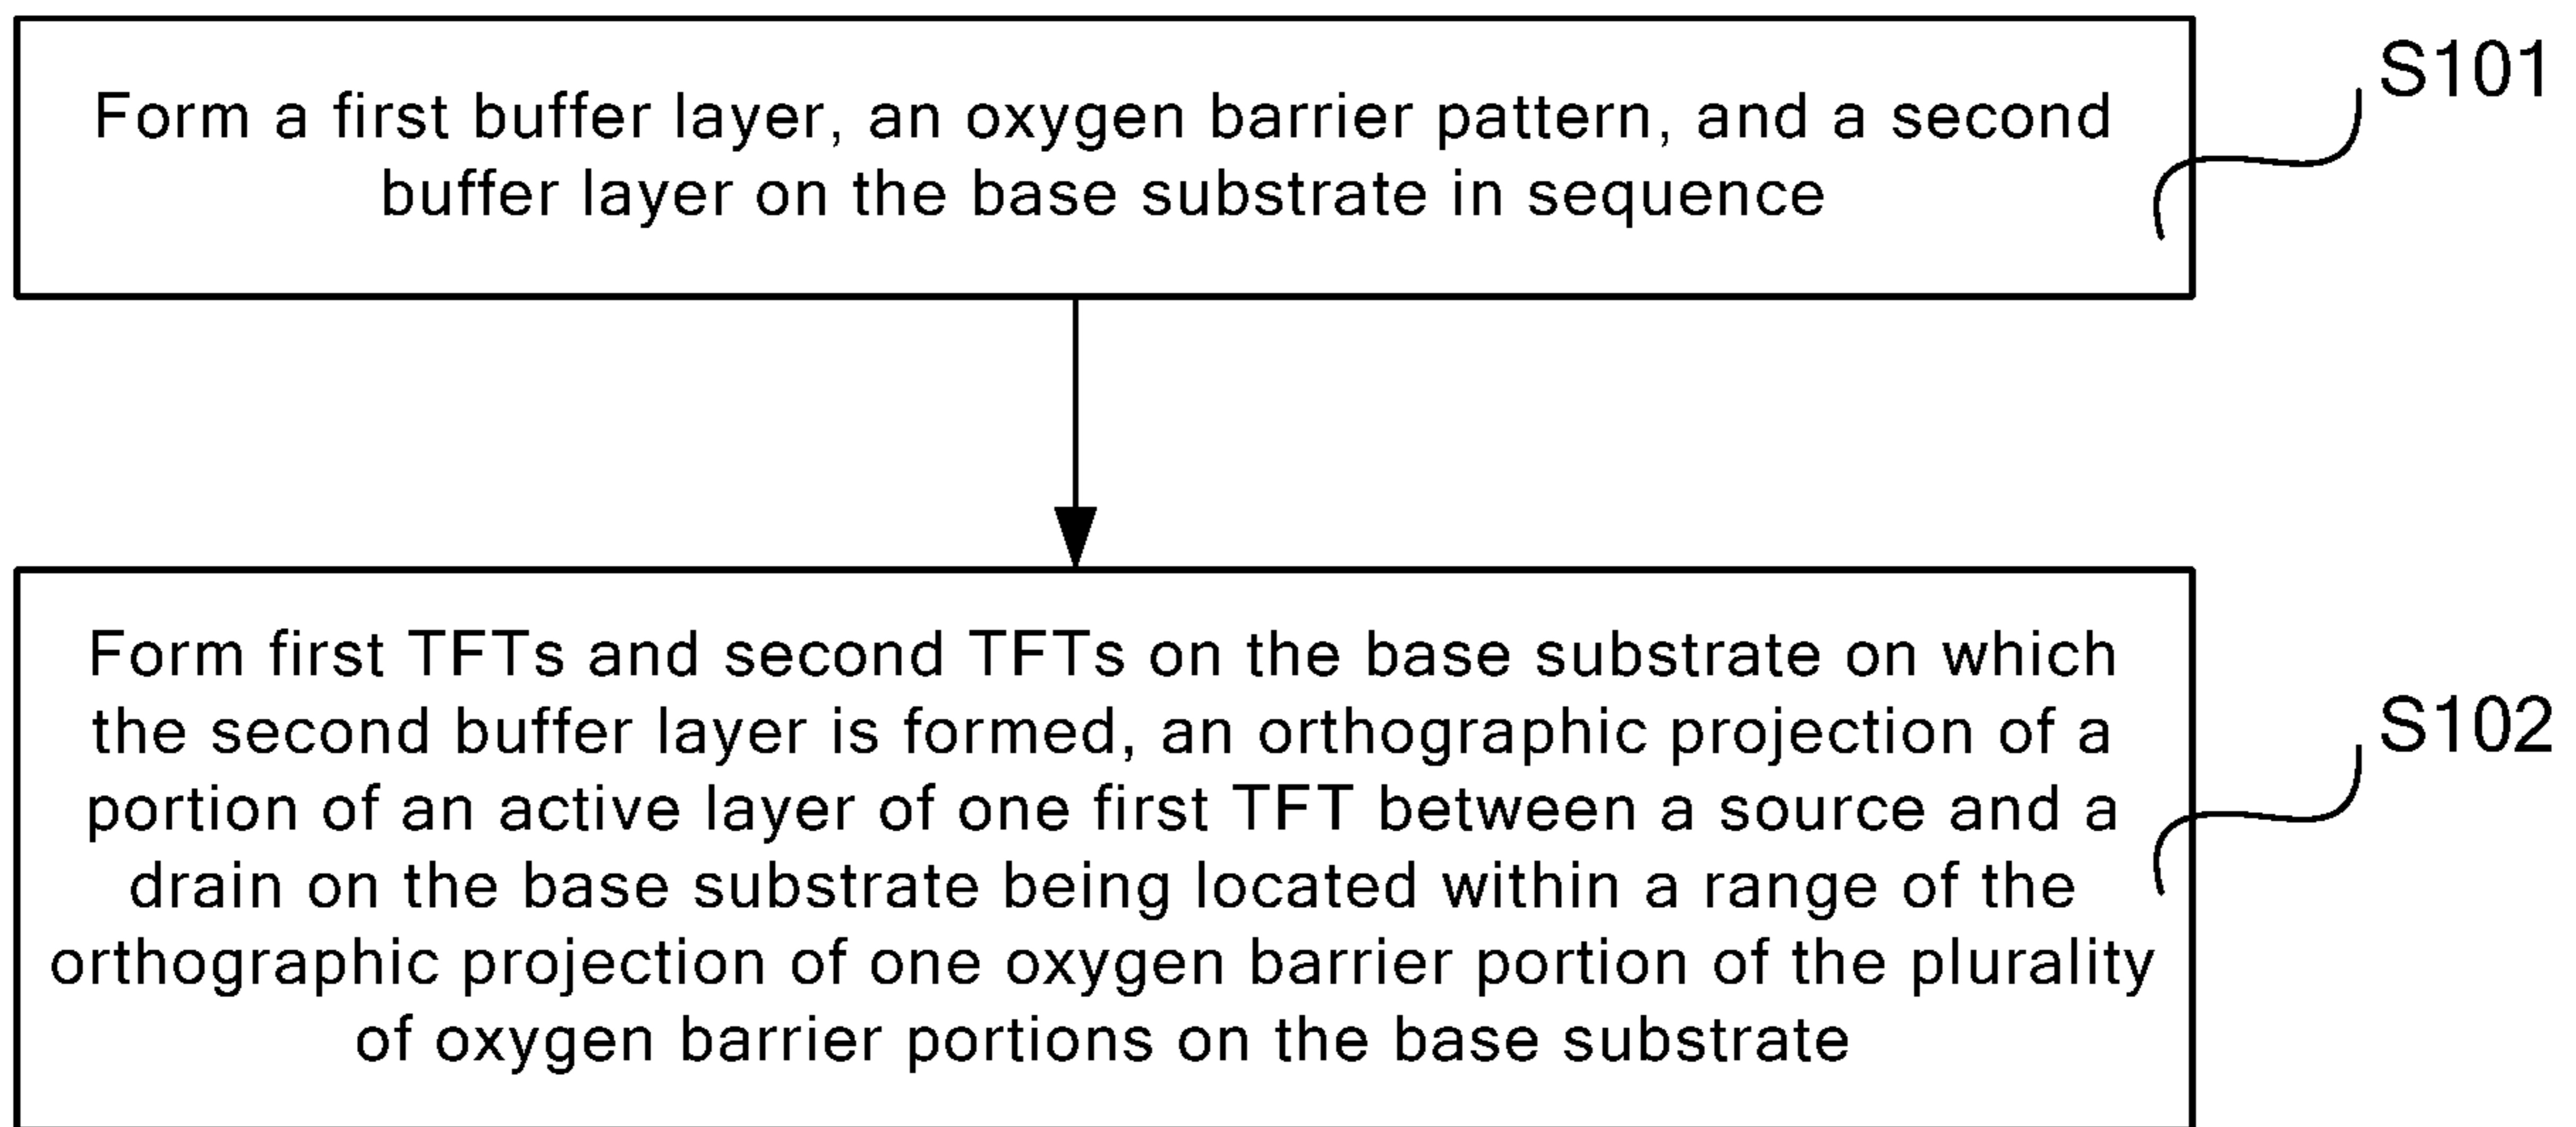 Form a first buffer layer, an oxygen barrier pattern, and a second
buffer layer on the base substrate in sequence
S101
Form first TFTs and second TFTs on the base substrate on which
the second buffer layer is formed, an orthographic projection of a
portion of an active layer of one first TFT between a source and a
drain on the base substrate being located within a range of the
orthographic projection of one oxygen barrier portion of the plurality
of oxygen barrier portions on the base substrate
S102